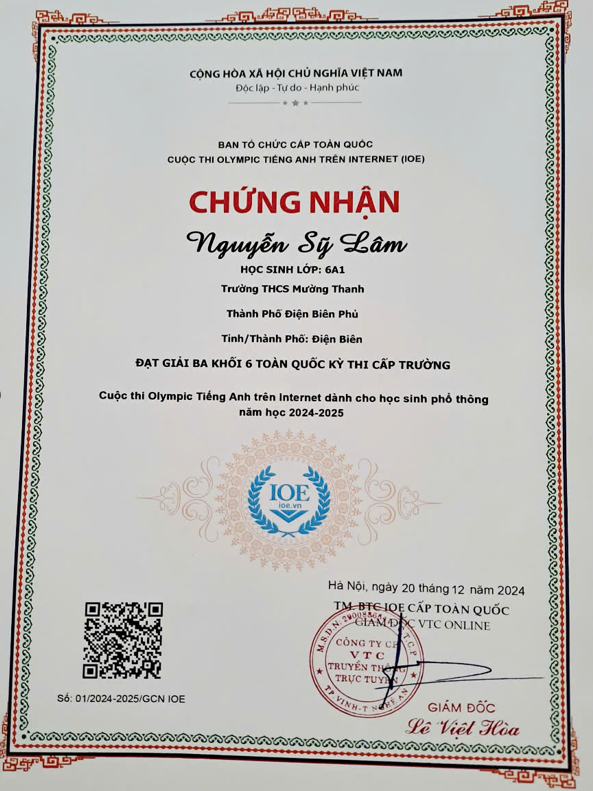 CỘNG HÒA XÃ HỘI CHỦ NGHĨA VIỆT NAM
Độc lập - Tự do - Hạnh phúc
BAN TỔ CHỨC CẤP TOÀN QUỐC
CUỘC THI OLYMPIC TIẾNG ANH TRÊN INTERNET (IOE)
CHỨNG NHẬN
Nguyễn Sỹ Lâm
HỌC SINH LỚP: 6A1
Trường THCS Mường Thanh
Thành Phố Điện Biên Phủ
Tỉnh/Thành Phố: Điện Biên
ĐẠT GIẢI BA KHỐI 6 TOÀN QUỐC KỲ THI CẤP TRƯỜNG
Cuộc thi Olympic Tiếng Anh trên Internet dành cho học sinh phổ thông
năm học 2024-2025
IOE
ioe.vn
Hà Nội, ngày 20 tháng 12 năm 2024
TM. BTC IOE CẤP TOÀN QUỐC
GIÁM ĐỐC VTC ONLINE
M.S.D.N: C.T.C.P
CÔNG TY CP
VTC
TRUYỀN THÔNG
TRỰC TUYẾN
TP VINH-T NGHỆ AN
Số: 01/2024-2025/GCN IOE
GIÁM ĐỐC
Lê Việt Hòa